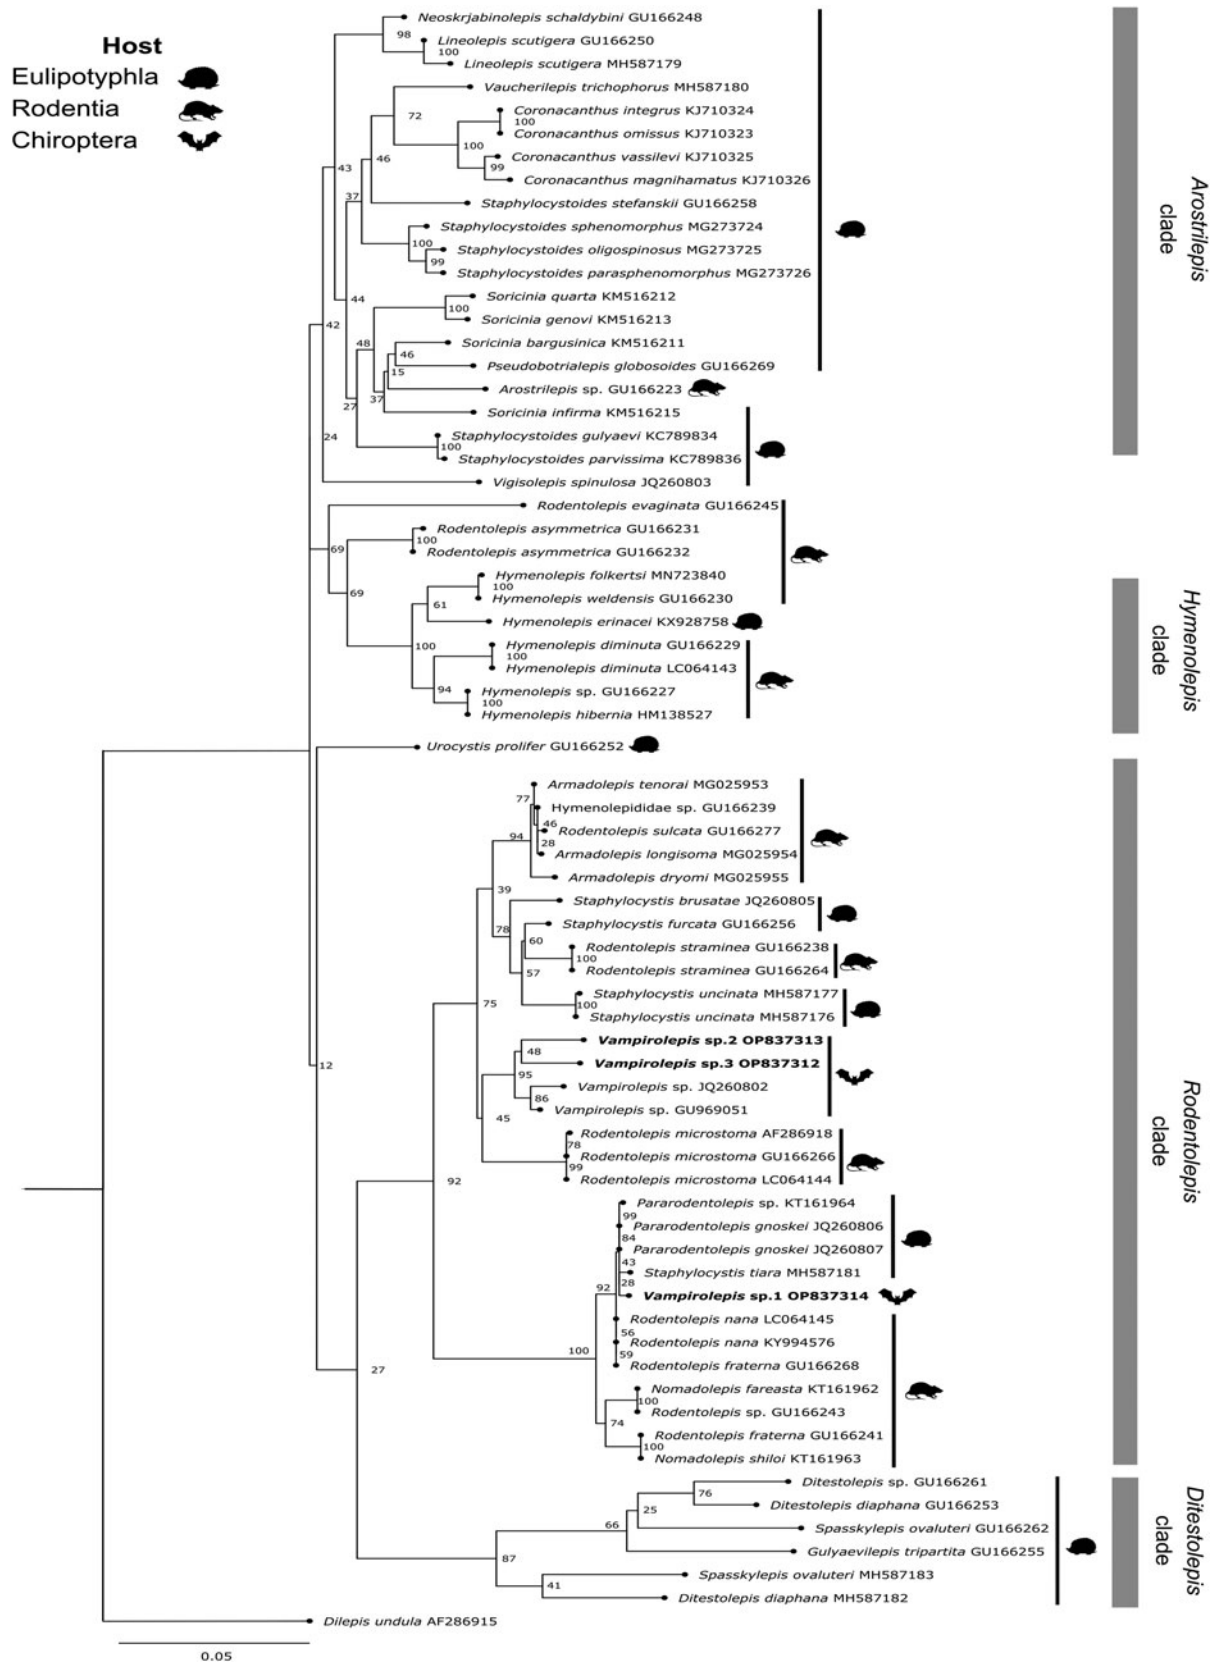 Host
Eulipotyphla
Rodentia
Chiroptera
Neoskrjabinolepis schaldybini GU166248
98
Lineolepis scutigera GU166250
100
Lineolepis scutigera MH587179
Vaucherilepis trichophorus MH587180
72
Coronacanthus integrus KJ710324
100
Coronacanthus omissus KJ710323
100
Coronacanthus vassilevi KJ710325
99
Coronacanthus magnihamatus KJ710326
46
43
37
Staphylocystoides stefanskii GU166258
Staphylocystoides sphenomorphus MG273724
100
Staphylocystoides oligospinosus MG273725
99
Staphylocystoides parasphenomorphus MG273726
44
Soricinia quarta KM516212
100
Soricinia genovi KM516213
42
48
Soricinia bargusinica KM516211
46
Pseudobotrialepis globosoides GU166269
15
Arostrilepis sp. GU166223
37
27
Soricinia infirma KM516215
24
Staphylocystoides gulyaevi KC789834
100
Staphylocystoides parvissima KC789836
Vigisolepis spinulosa JQ260803
Arostrilepis
clade
Rodentolepis evaginata GU166245
Rodentolepis asymmetrica GU166231
100
69
Rodentolepis asymmetrica GU166232
Hymenolepis folkertsi MN723840
100
69
Hymenolepis weldensis GU166230
61
Hymenolepis erinacei KX928758
100
Hymenolepis diminuta GU166229
100
Hymenolepis diminuta LC064143
94
Hymenolepis sp. GU166227
100
Hymenolepis hibernia HM138527
Hymenolepis
clade
Urocystis prolifer GU166252
Armadolepis tenorai MG025953
77
Hymenolepididae sp. GU166239
46
Rodentolepis sulcata GU166277
94
28
Armadolepis longisoma MG025954
Armadolepis dryomi MG025955
39
Staphylocystis brusatae JQ260805
Staphylocystis furcata GU166256
78
60
Rodentolepis straminea GU166238
100
Rodentolepis straminea GU166264
57
Staphylocystis uncinata MH587177
75
100
Staphylocystis uncinata MH587176
Vampirolepis sp.2 OP837313
48
Vampirolepis sp.3 OP837312
12
95
Vampirolepis sp. JQ260802
86
Vampirolepis sp. GU969051
45
Rodentolepis microstoma AF286918
78
Rodentolepis microstoma GU166266
99
Rodentolepis microstoma LC064144
92
Pararodentolepis sp. KT161964
99
Pararodentolepis gnoskei JQ260806
84
Pararodentolepis gnoskei JQ260807
43
Staphylocystis tiara MH587181
92
28
Vampirolepis sp.1 OP837314
Rodentolepis nana LC064145
56
Rodentolepis nana KY994576
100
59
Rodentolepis fraterna GU166268
27
Nomadolepis fareasta KT161962
100
Rodentolepis sp. GU166243
74
Rodentolepis fraterna GU166241
100
Nomadolepis shiloi KT161963
Rodentolepis
clade
Ditestolepis sp. GU166261
76
Ditestolepis diaphana GU166253
25
Spasskylepis ovaluteri GU166262
66
Gulyaevilepis tripartita GU166255
87
Spasskylepis ovaluteri MH587183
41
Ditestolepis diaphana MH587182
Ditestolepis
clade
Dilepis undula AF286915
0.05